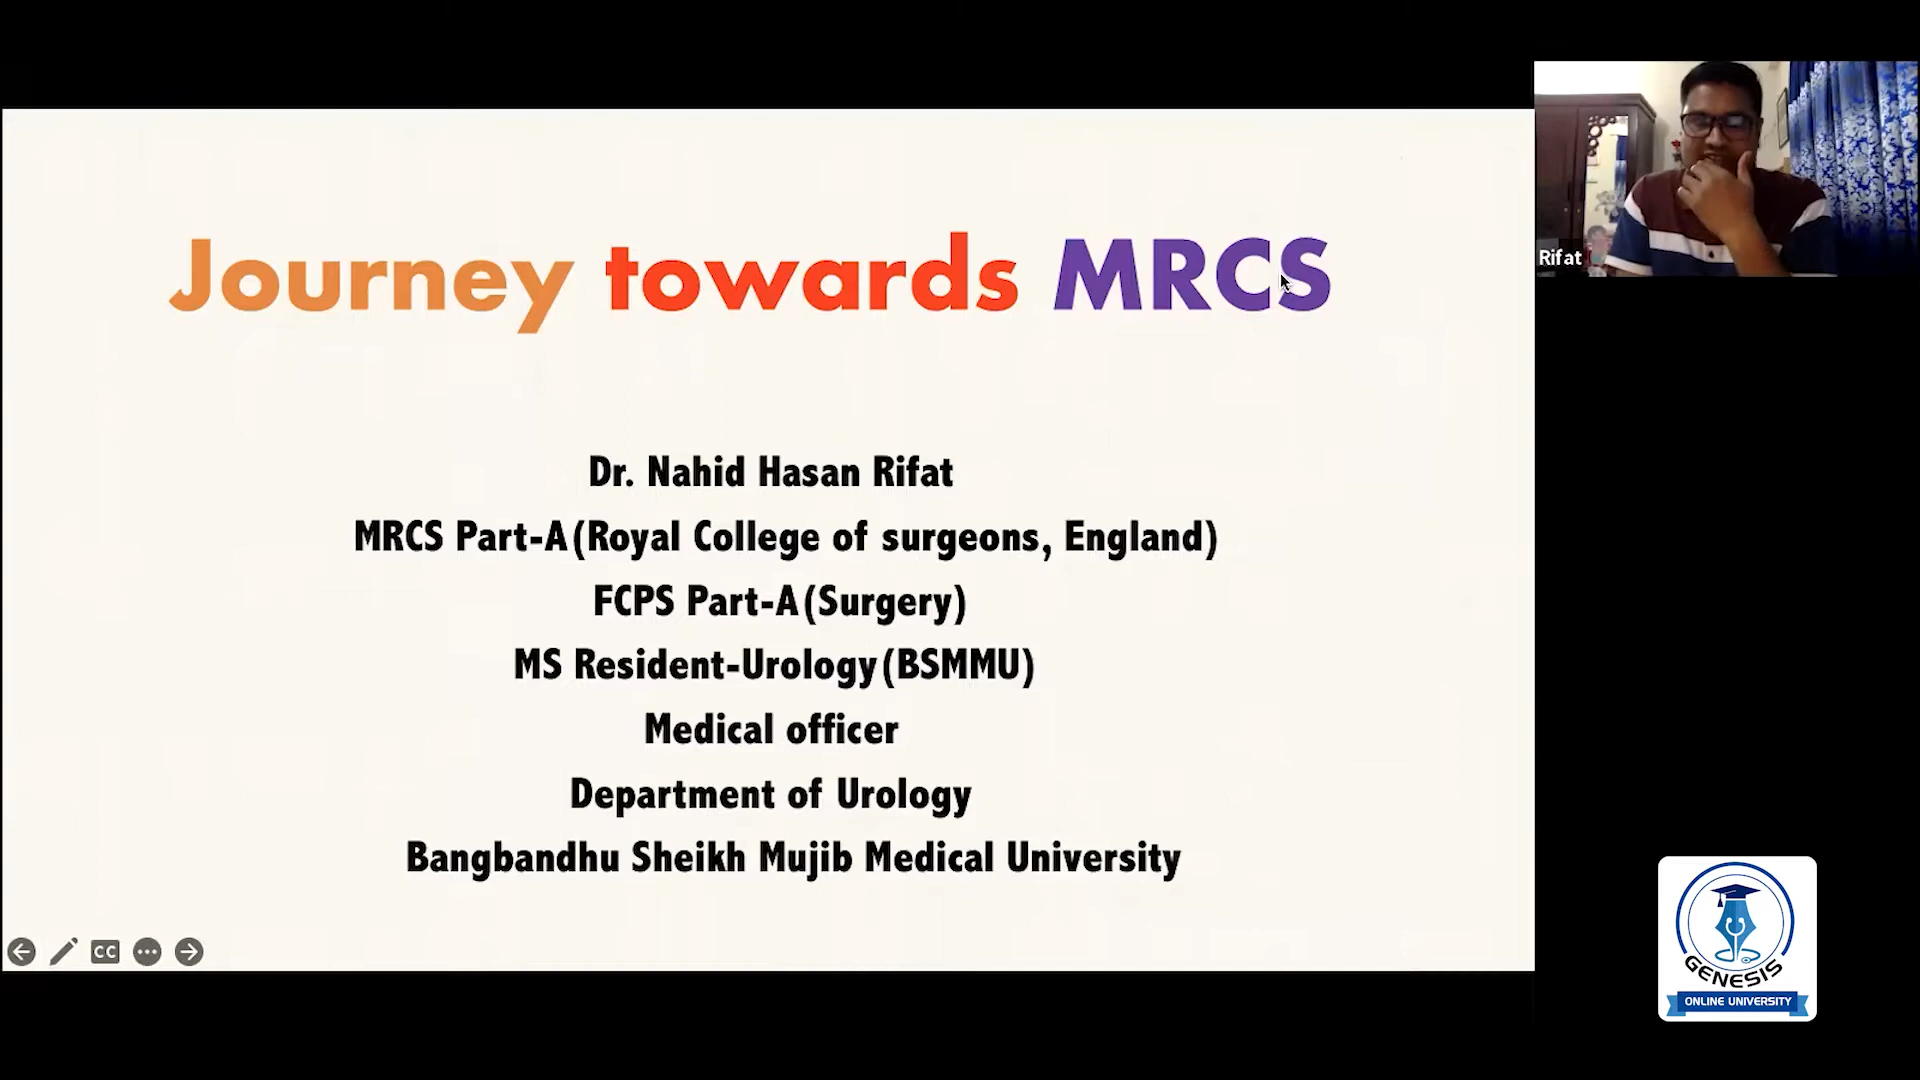 Journey towards MRCS
Rifat
Dr. Nahid Hasan Rifat
MRCS Part-A(Royal College of surgeons, England)
FCPS Part-A(Surgery)
MS Resident-Urology(BSMMU)
Medical officer
Department of Urology
Bangbandhu Sheikh Mujib Medical University
CC
GENESIS
ONLINE UNIVERSITY